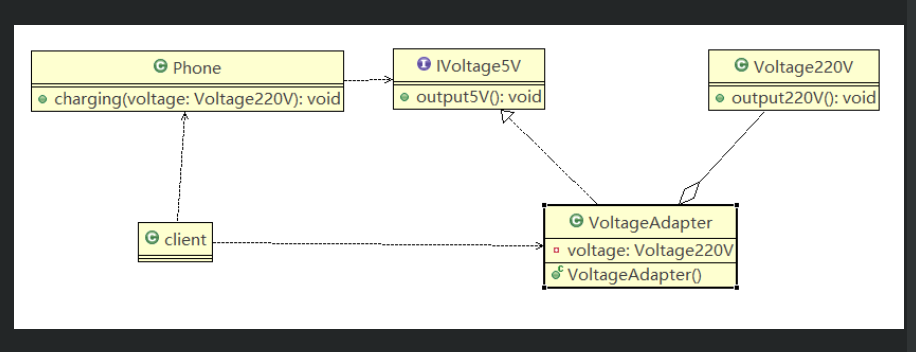 Phone
charging(voltage: Voltage220V): void
IVoltage5V
output5V(): void
Voltage220V
output220V(): void
client
VoltageAdapter
voltage: Voltage220V
VoltageAdapter()